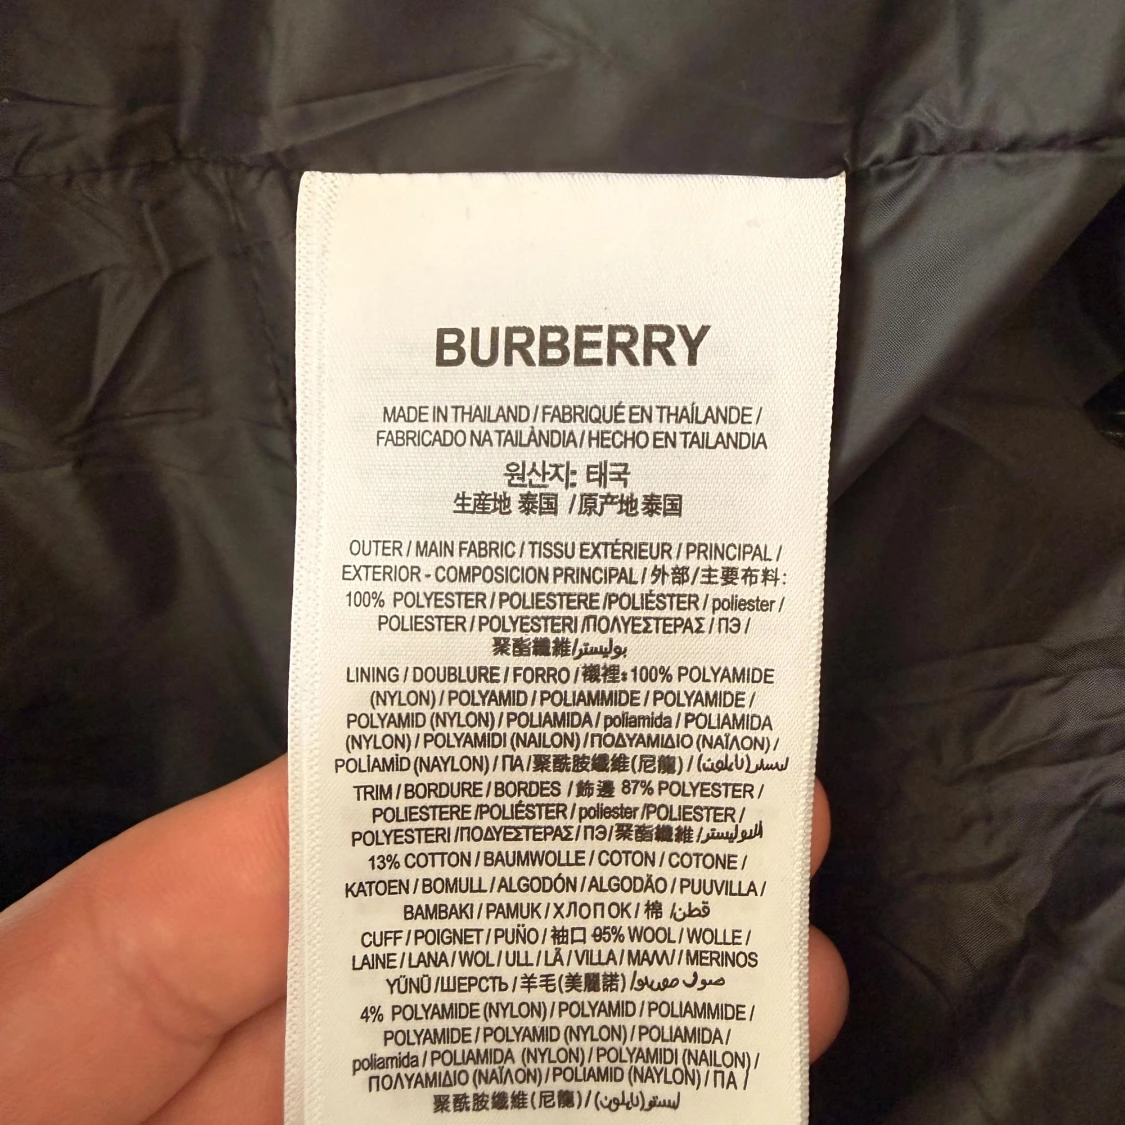 BURBERRY
MADE IN THAILAND / FABRIQUÉ EN THAÍLANDE /
FABRICADO NA TAILÀNDIA / HECHO EN TAILANDIA
원산지: 태국
生産地 泰国 / 原产地 泰国
OUTER / MAIN FABRIC / TISSU EXTÉRIEUR / PRINCIPAL /
EXTERIOR - COMPOSICION PRINCIPAL / 外部/主要布料:
100% POLYESTER / POLIESTERE /POLIÉSTER / poliester /
POLIESTER / POLYESTERI /ΠΟΛΥΕΣΤΕΡΑΣ / ПЭ /
聚酯纖維/بوليستر
LINING / DOUBLURE / FORRO / 襯裡: 100% POLYAMIDE
(NYLON) / POLYAMID / POLIAMMIDE / POLYAMIDE /
POLYAMID (NYLON) / POLIAMIDA / poliamida / POLIAMIDA
(NYLON) / POLYAMIDI (NAILON) /ΠΟΔΥΑΜΙΔΙΟ (ΝΑΪΛΟΝ) /
POLİAMİD (NAYLON) / ПА /聚酰胺纖維(尼龍) / (نايلون)
TRIM / BORDURE / BORDES / 飾邊 87% POLYESTER /
POLIESTERE /POLIÉSTER / poliester /POLIESTER /
POLYESTERI /ΠΟΔΥΕΣΤΕΡΑΣ / ПЭ/聚酯纖維 /البوليستر
13% COTTON / BAUMWOLLE / COTON / COTONE /
KATOEN / BOMULL / ALGODÓN / ALGODÃO / PUUVILLA /
BAMBAKI / PAMUK / ХЛОПОК / 棉 /قطن
CUFF / POIGNET / PUÑO / 袖口 95% WOOL / WOLLE /
LAINE / LANA / WOL / ULL / LÃ / VILLA / / MERINOS
YÜNÜ /ШЕРСТЬ / 羊毛(美麗諾) /صوف
4% POLYAMIDE (NYLON) / POLYAMID / POLIAMMIDE /
POLYAMIDE / POLYAMID (NYLON) / POLIAMIDA /
poliamida / POLIAMIDA (NYLON) / POLYAMIDI (NAILON) /
ΠΟΛΥΑΜΙΔΙΟ (ΝΑΪΛΟΝ) / POLIAMID (NAYLON) / ПА /
聚酰胺纖維(尼龍) / (نايلون)